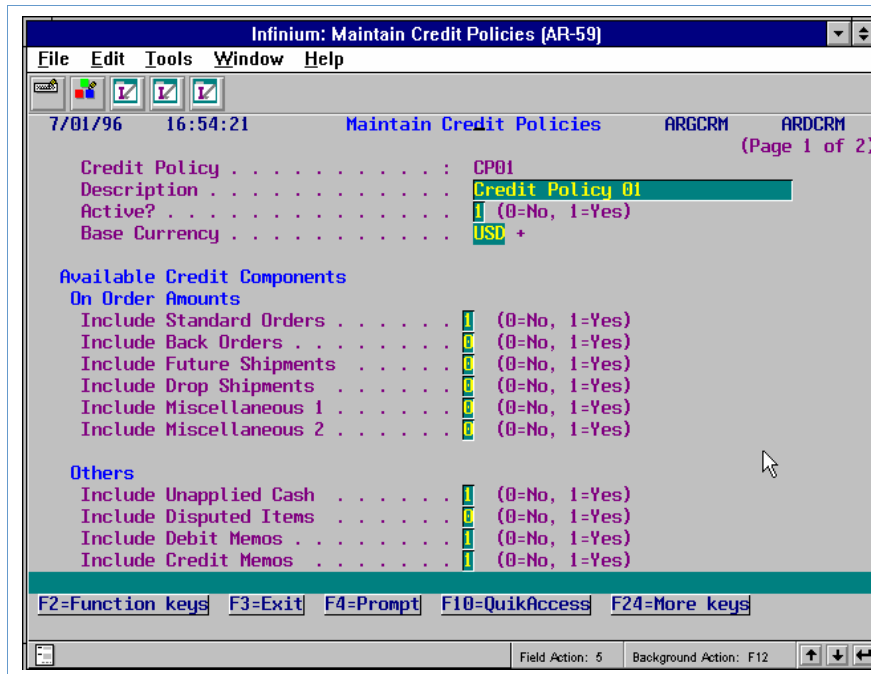 Infinium: Maintain Credit Policies (AR-59)
File Edit Tools Window Help
7/01/96 16:54:21 Maintain Credit Policies ARGCRM ARDCRM
(Page 1 of 2)
Credit Policy . . . . . . . . . . . : CP01
Description . . . . . . . . . . . . Credit Policy 01
Active? . . . . . . . . . . . . . . 1 (0=No, 1=Yes)
Base Currency . . . . . . . . . . . USD +
Available Credit Components
On Order Amounts
Include Standard Orders . . . . . . 1 (0=No, 1=Yes)
Include Back Orders . . . . . . . . 0 (0=No, 1=Yes)
Include Future Shipments . . . . . 0 (0=No, 1=Yes)
Include Drop Shipments . . . . . . 0 (0=No, 1=Yes)
Include Miscellaneous 1 . . . . . . 0 (0=No, 1=Yes)
Include Miscellaneous 2 . . . . . . 0 (0=No, 1=Yes)
Others
Include Unapplied Cash . . . . . . 1 (0=No, 1=Yes)
Include Disputed Items . . . . . . 0 (0=No, 1=Yes)
Include Debit Memos . . . . . . . . 1 (0=No, 1=Yes)
Include Credit Memos . . . . . . . 1 (0=No, 1=Yes)
F2=Function keys F3=Exit F4=Prompt F10=QuikAccess F24=More keys
Field Action: 5 Background Action: F12